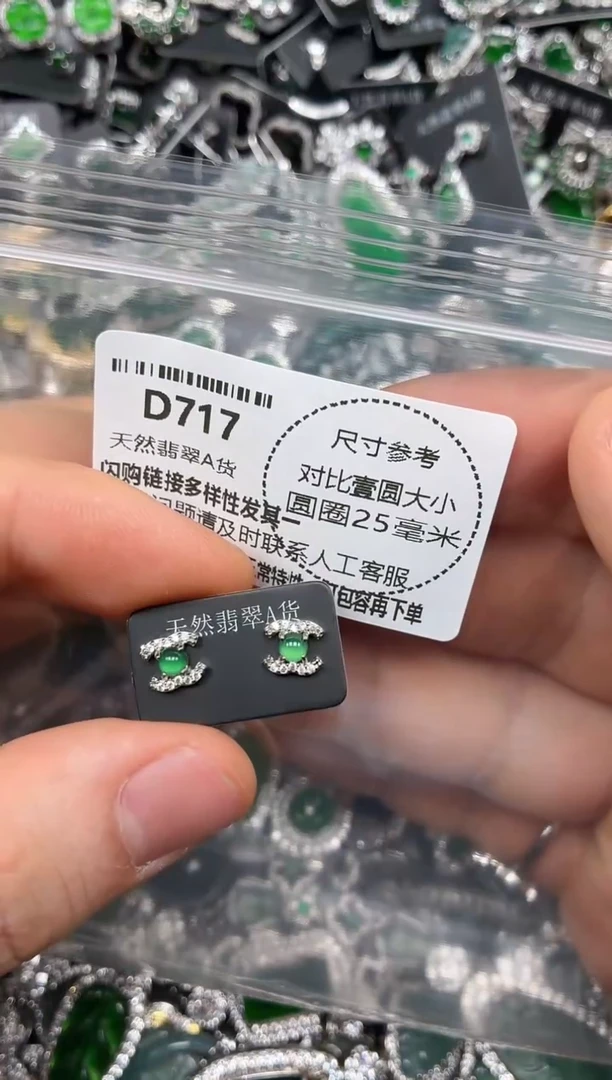 D717
天然翡翠A货
闪购链接多样性发其一
问题请及时联系人工客服
包容再下单
尺寸参考
对比壹圆大小
圆圈25毫米
天然翡翠A货